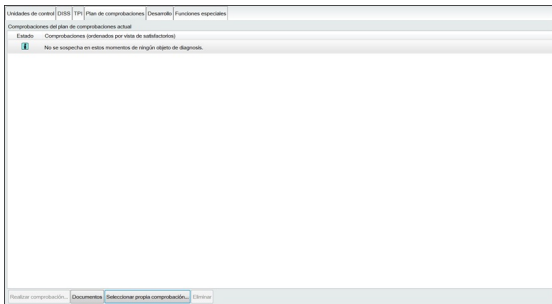 Unidades de control DISS TPI Plan de comprobaciones Desarrollo Funciones especiales
Comprobaciones del plan de comprobaciones actual
Estado Comprobaciones (ordenados por vista de satisfactorios)
i No se sospecha en estos momentos de ningún objeto de diagnosis.
Realizar comprobación... Documentos Seleccionar propia comprobación... Eliminar